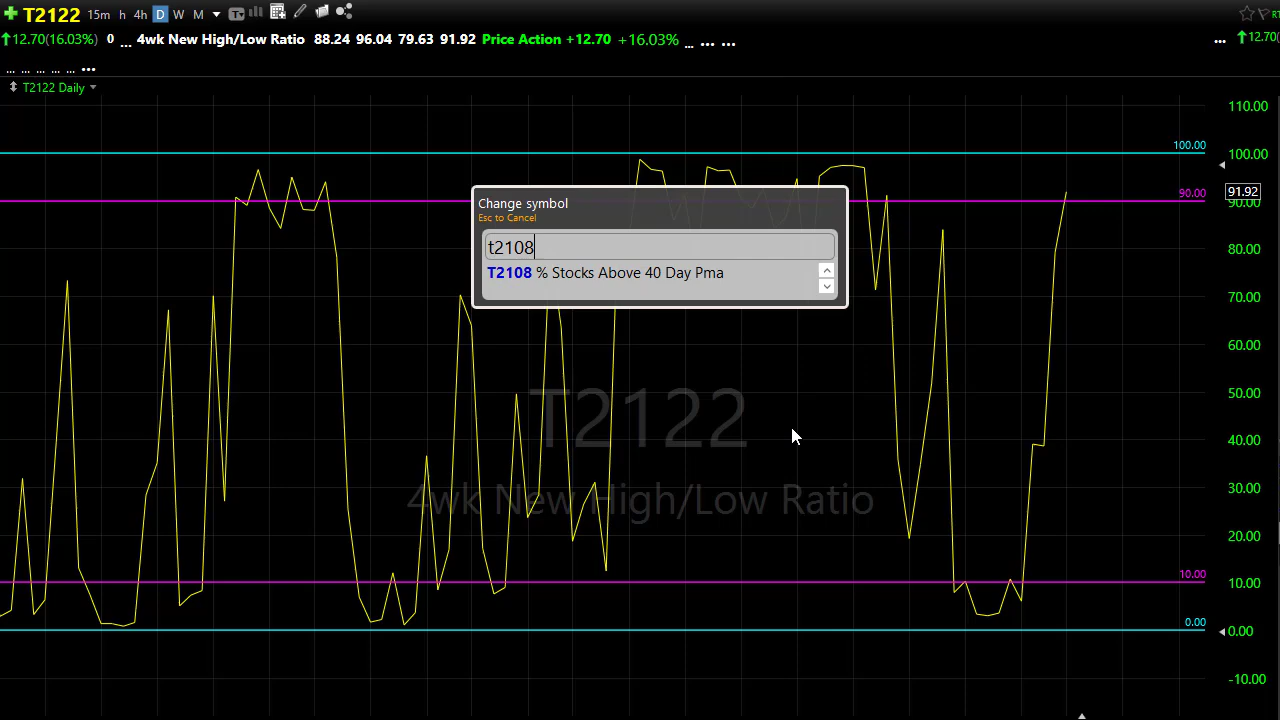 T2122 15m h 4h D W M
12.70(16.03%) 0 ... 4wk New High/Low Ratio 88.24 96.04 79.63 91.92 Price Action +12.70 +16.03% ... ... ... ... 12.70(
... ... ... ... ... ...
T2122 Daily
110.00
100.00 100.00
90.00 91.92
90.00
80.00
70.00
60.00
50.00
40.00
30.00
20.00
10.00 10.00
0.00 0.00
-10.00
Change symbol
Esc to Cancel
t2108
T2108 % Stocks Above 40 Day Pma
T2122
4wk New High/Low Ratio